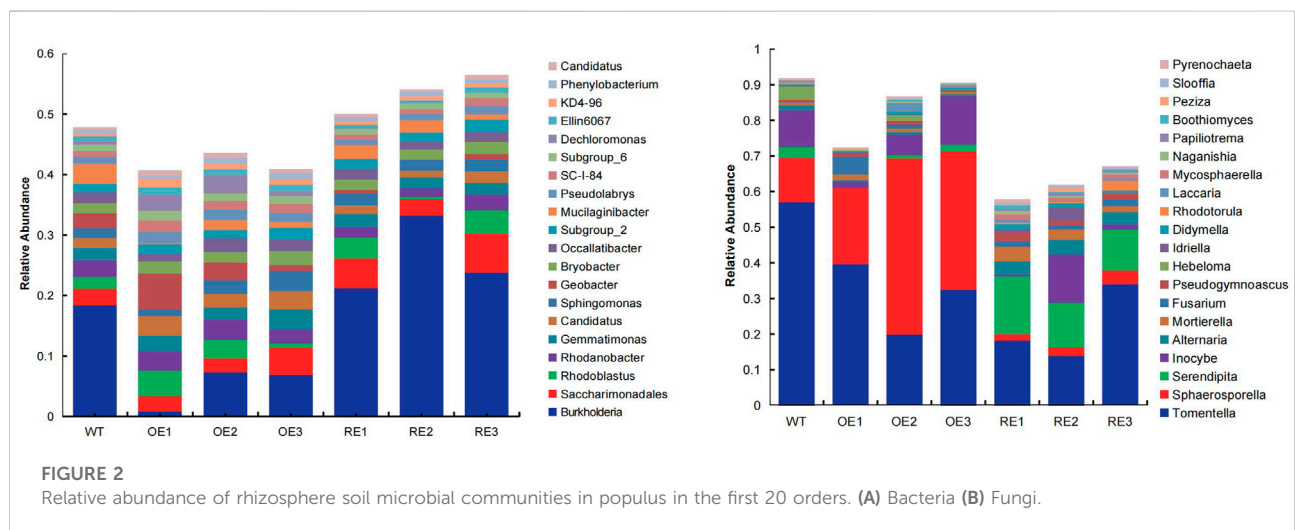 0.6
0.5
0.4
0.3
0.2
0.1
0
Relative Abundance
WT
OE1
OE2
OE3
RE1
RE2
RE3
Candidatus
Phenylobacterium
KD4-96
Ellin6067
Dechloromonas
Subgroup_6
SC-I-84
Pseudolabrys
Mucilaginibacter
Subgroup_2
Occallatibacter
Bryobacter
Geobacter
Sphingomonas
Candidatus
Gemmatimonas
Rhodanobacter
Rhodoblastus
Saccharimonadales
Burkholderia
1
0.9
0.8
0.7
0.6
0.5
0.4
0.3
0.2
0.1
0
Relative Abundance
WT
OE1
OE2
OE3
RE1
RE2
RE3
Pyrenochaeta
Slooffia
Peziza
Boothiomyces
Papiliotrema
Naganishia
Mycosphaerella
Laccaria
Rhodotorula
Didymella
Idriella
Hebeloma
Pseudogymnoascus
Fusarium
Mortierella
Alternaria
Inocybe
Serendipita
Sphaerosporella
Tomentella
FIGURE 2
Relative abundance of rhizosphere soil microbial communities in populus in the first 20 orders. (A) Bacteria (B) Fungi.